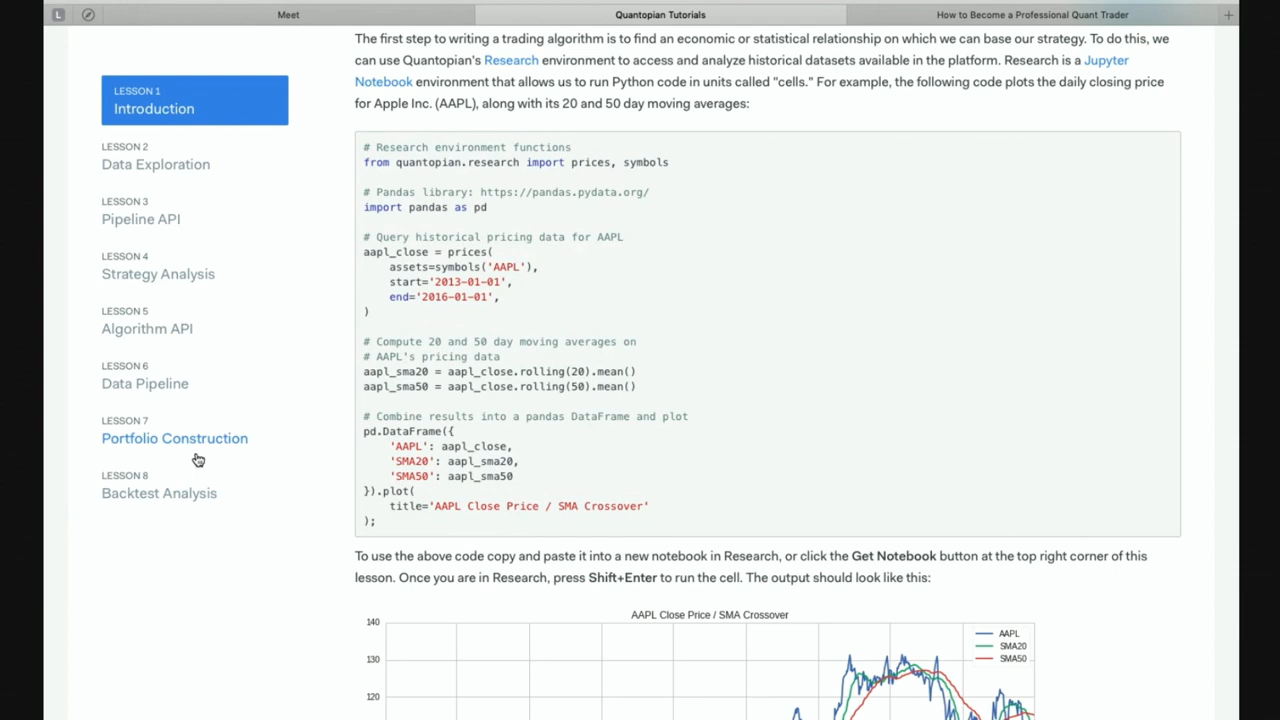 L
Meet
Quantopian Tutorials
How to Become a Professional Quant Trader
LESSON 1
Introduction
LESSON 2
Data Exploration
LESSON 3
Pipeline API
LESSON 4
Strategy Analysis
LESSON 5
Algorithm API
LESSON 6
Data Pipeline
LESSON 7
Portfolio Construction
LESSON 8
Backtest Analysis
The first step to writing a trading algorithm is to find an economic or statistical relationship on which we can base our strategy. To do this, we
can use Quantopian's Research environment to access and analyze historical datasets available in the platform. Research is a Jupyter
Notebook environment that allows us to run Python code in units called "cells." For example, the following code plots the daily closing price
for Apple Inc. (AAPL), along with its 20 and 50 day moving averages:
# Research environment functions
from quantopian.research import prices, symbols
# Pandas library: https://pandas.pydata.org/
import pandas as pd
# Query historical pricing data for AAPL
aapl_close = prices(
assets=symbols('AAPL'),
start='2013-01-01',
end='2016-01-01',
)
# Compute 20 and 50 day moving averages on
# AAPL's pricing data
aapl_sma20 = aapl_close.rolling(20).mean()
aapl_sma50 = aapl_close.rolling(50).mean()
# Combine results into a pandas DataFrame and plot
pd.DataFrame({
'AAPL': aapl_close,
'SMA20': aapl_sma20,
'SMA50': aapl_sma50
}).plot(
title='AAPL Close Price / SMA Crossover'
);
To use the above code copy and paste it into a new notebook in Research, or click the Get Notebook button at the top right corner of this
lesson. Once you are in Research, press Shift+Enter to run the cell. The output should look like this:
AAPL Close Price / SMA Crossover
140
130
120
AAPL
SMA20
SMA50